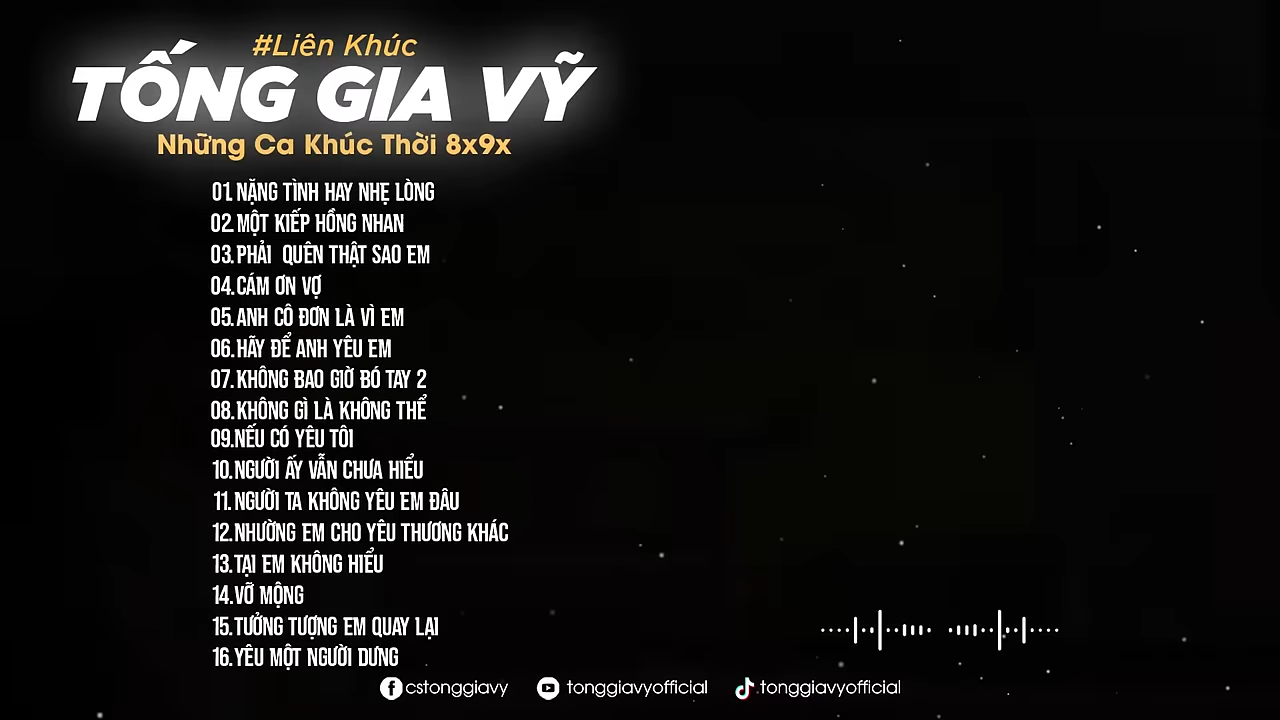 #Liên Khúc
TỐNG GIA VỸ
Những Ca Khúc Thời 8x9x
01.NẶNG TÌNH HAY NHẸ LÒNG
02.MỘT KIẾP HỒNG NHAN
03.PHẢI QUÊN THẬT SAO EM
04.CÁM ƠN VỢ
05.ANH CÔ ĐƠN LÀ VÌ EM
06.HÃY ĐỂ ANH YÊU EM
07.KHÔNG BAO GIỜ BÓ TAY 2
08.KHÔNG GÌ LÀ KHÔNG THỂ
09.NẾU CÓ YÊU TÔI
10.NGƯỜI ẤY VẪN CHƯA HIỂU
11.NGƯỜI TA KHÔNG YÊU EM ĐÂU
12.NHƯỜNG EM CHO YÊU THƯƠNG KHÁC
13.TẠI EM KHÔNG HIỂU
14.VỠ MỘNG
15.TƯỞNG TƯỢNG EM QUAY LẠI
16.YÊU MỘT NGƯỜI DƯNG
cstonggiavy tonggiavyofficial tonggiavyofficial